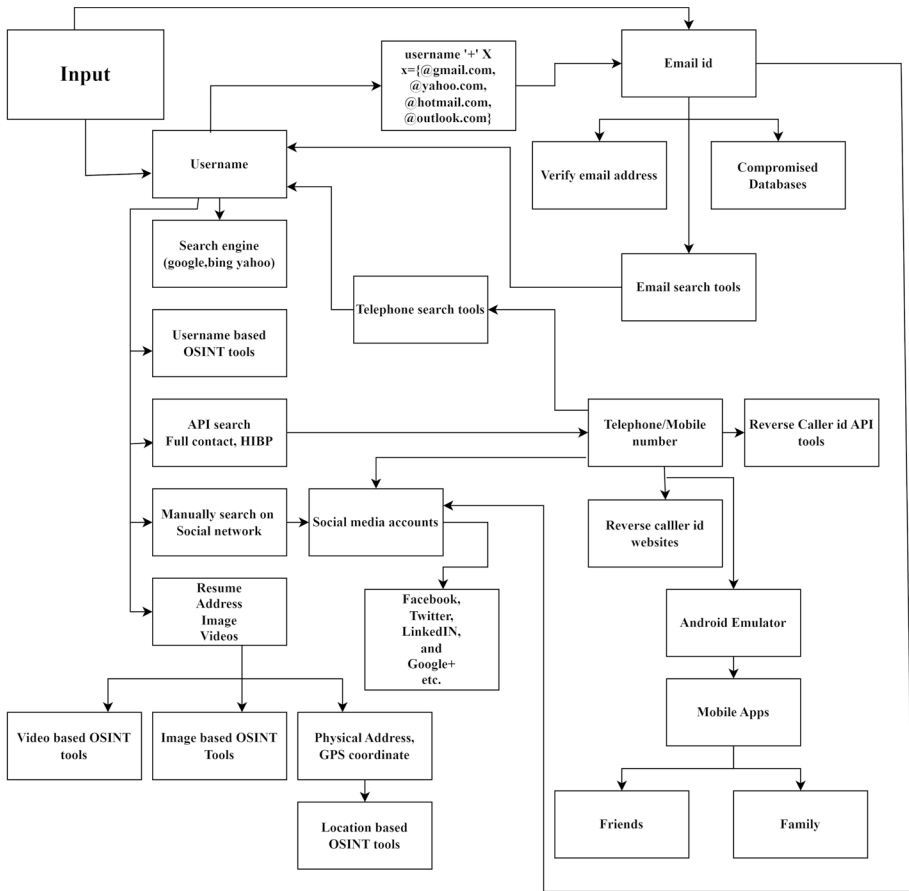 Input
username '+' X
x={@gmail.com,
@yahoo.com,
@hotmail.com,
@outlook.com}
Email id
Username
Verify email address
Compromised
Databases
Search engine
(google,bing yahoo)
Email search tools
Telephone search tools
Username based
OSINT tools
API search
Full contact, HIBP
Telephone/Mobile
number
Reverse Caller id API
tools
Manually search on
Social network
Social media accounts
Reverse calller id
websites
Resume
Address
Image
Videos
Facebook,
Twitter,
LinkedIN,
and
Google+
etc.
Android Emulator
Mobile Apps
Video based OSINT
tools
Image based OSINT
Tools
Physical Address,
GPS coordinate
Location based
OSINT tools
Friends
Family